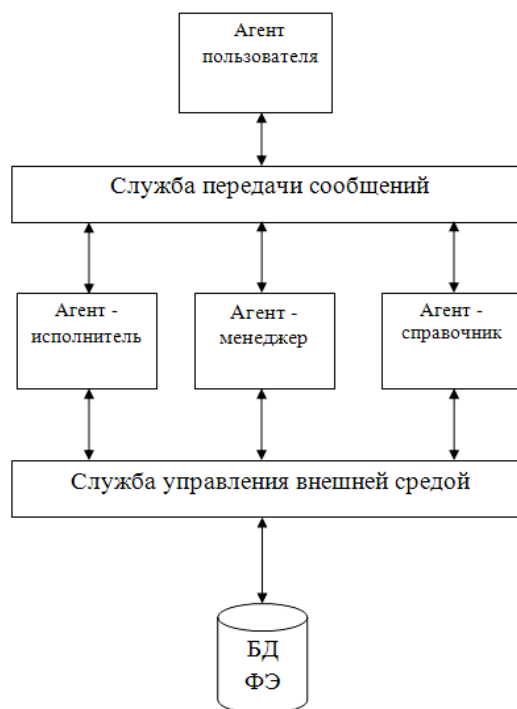 Агент
пользователя
Служба передачи сообщений
Агент -
исполнитель
Агент -
менеджер
Агент -
справочник
Служба управления внешней средой
БД
ФЭ